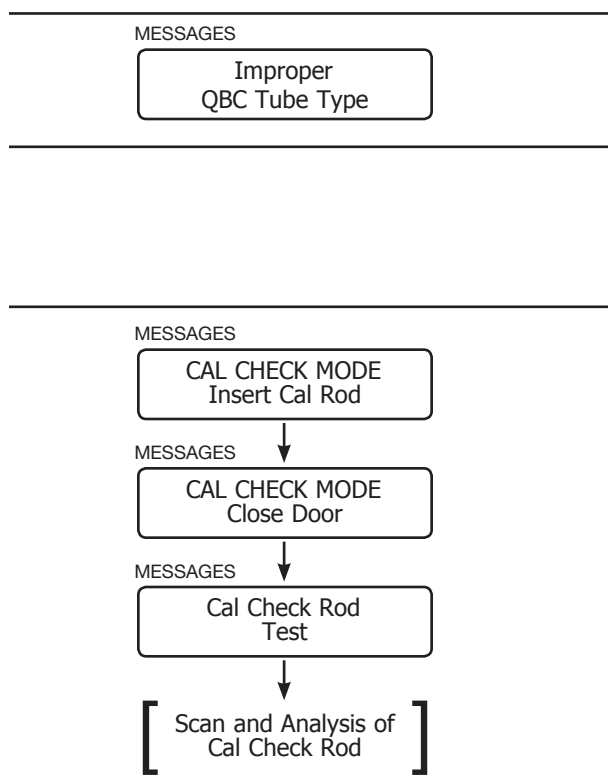 MESSAGES
Improper
QBC Tube Type
MESSAGES
CAL CHECK MODE
Insert Cal Rod
MESSAGES
CAL CHECK MODE
Close Door
MESSAGES
Cal Check Rod
Test
Scan and Analysis of
Cal Check Rod